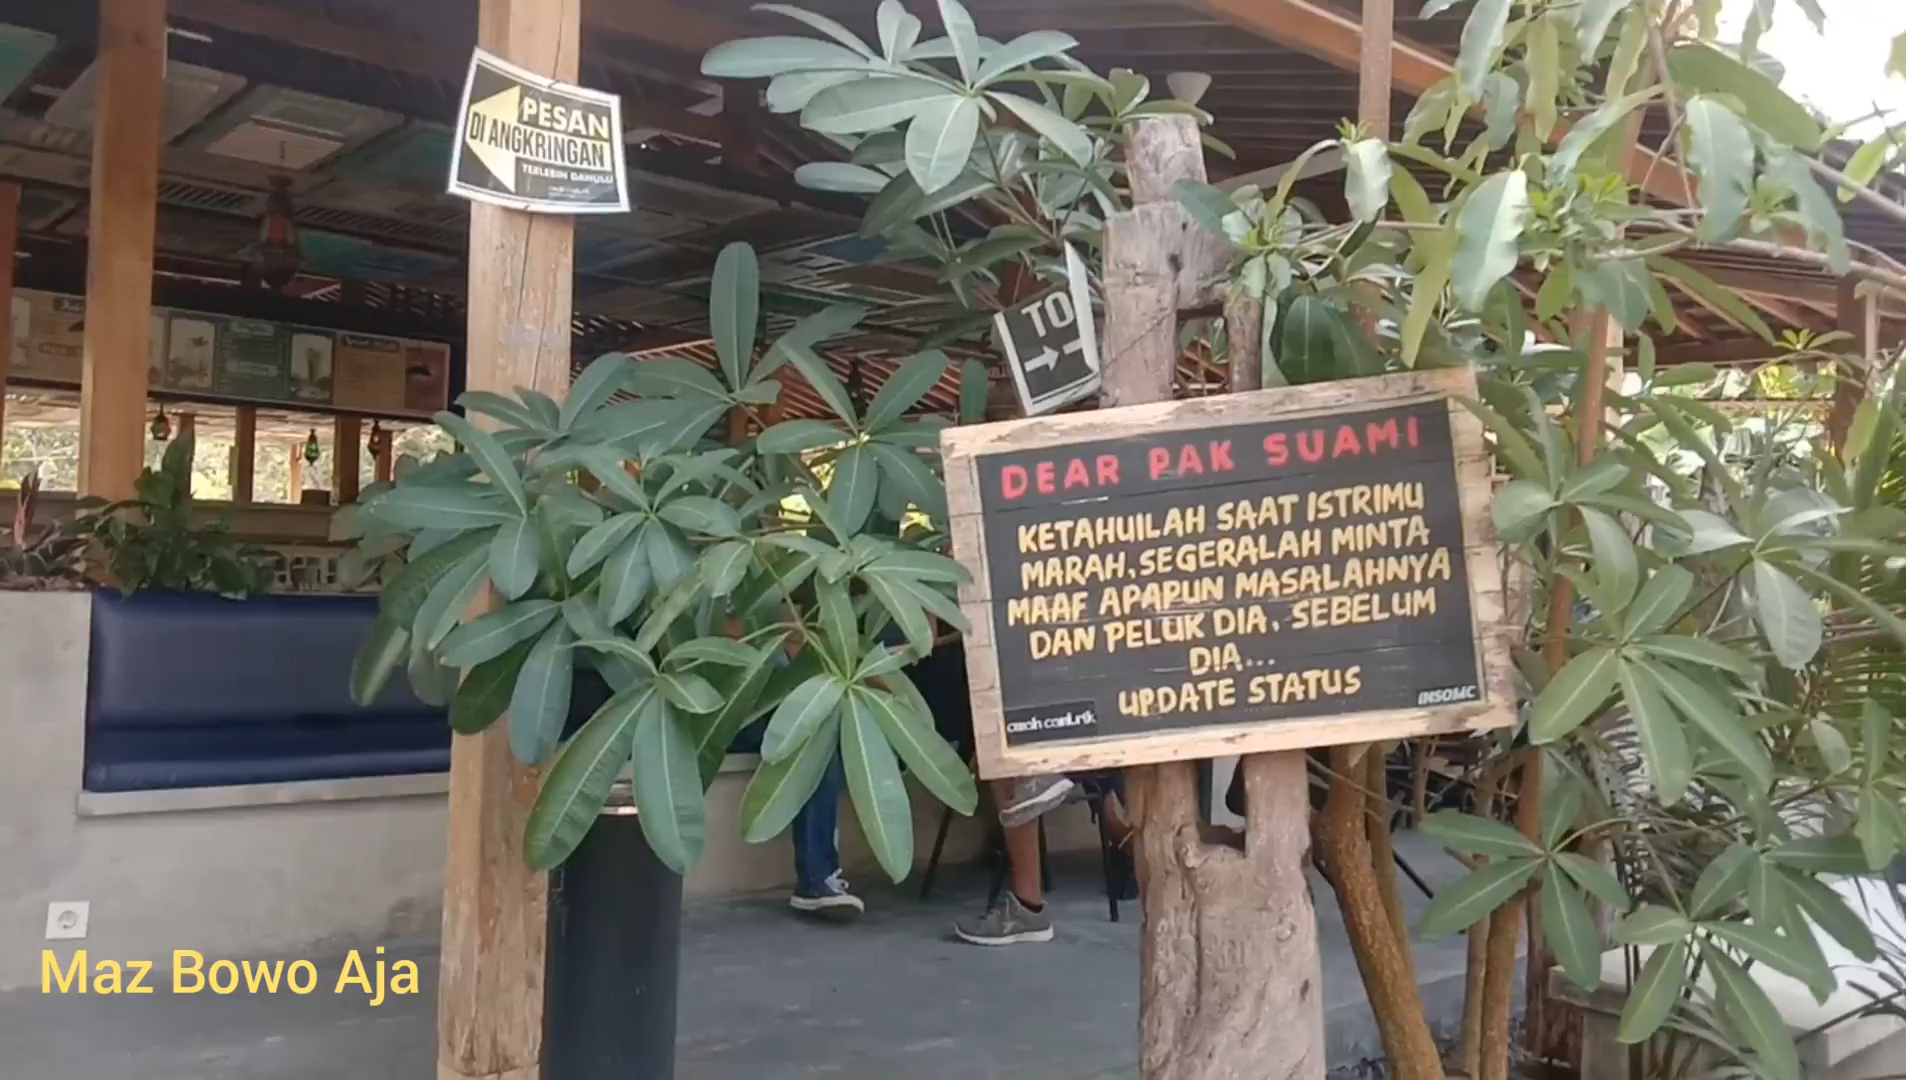 PESAN
DI ANGKRINGAN
TERLEBIH DAHULU
TO
DEAR PAK SUAMI
KETAHUILAH SAAT ISTRIMU
MARAH, SEGERALAH MINTA
MAAF APAPUN MASALAHNYA
DAN PELUK DIA, SEBELUM
DIA...
UPDATE STATUS
INSOMC
Maz Bowo Aja